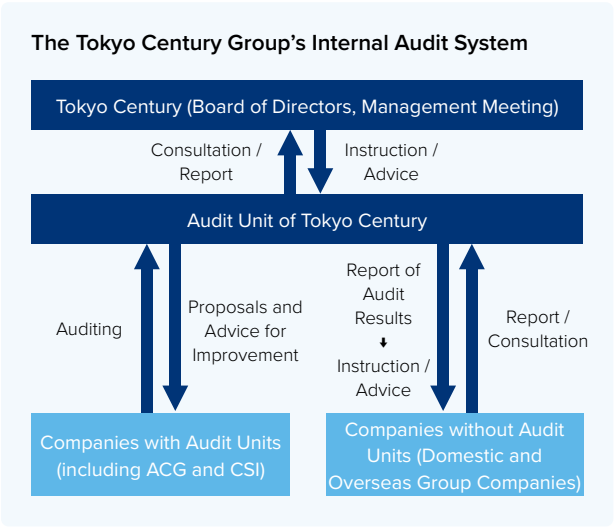 The Tokyo Century Group’s Internal Audit System
Tokyo Century (Board of Directors, Management Meeting)
Consultation /
Report
Instruction /
Advice
Audit Unit of Tokyo Century
Auditing
Proposals and
Advice for
Improvement
Report of
Audit
Results
Instruction /
Advice
Report /
Consultation
Companies with Audit Units
(including ACG and CSI)
Companies without Audit
Units (Domestic and
Overseas Group Companies)